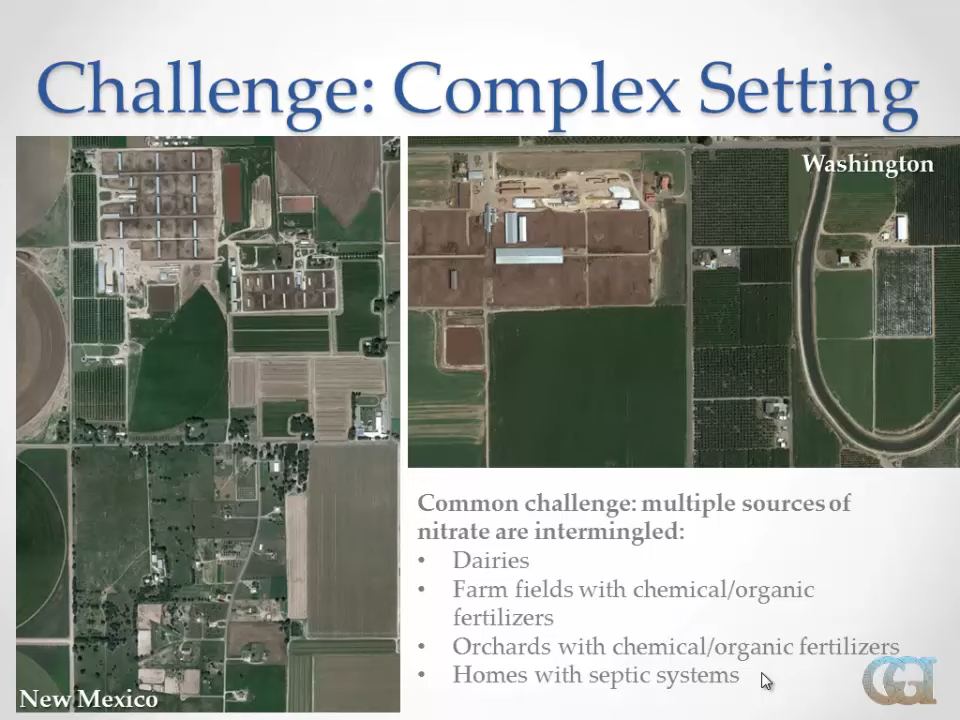 Challenge: Complex Setting
Washington
New Mexico
Common challenge: multiple sources of
nitrate are intermingled:
• Dairies
• Farm fields with chemical/organic
fertilizers
• Orchards with chemical/organic fertilizers
• Homes with septic systems
CGI